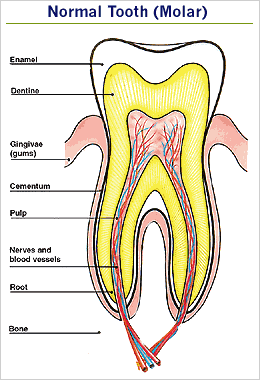 Normal Tooth (Molar)
Enamel
Dentine
Gingivae
(gums)
Cementum
Pulp
Nerves and
blood vessels
Root
Bone